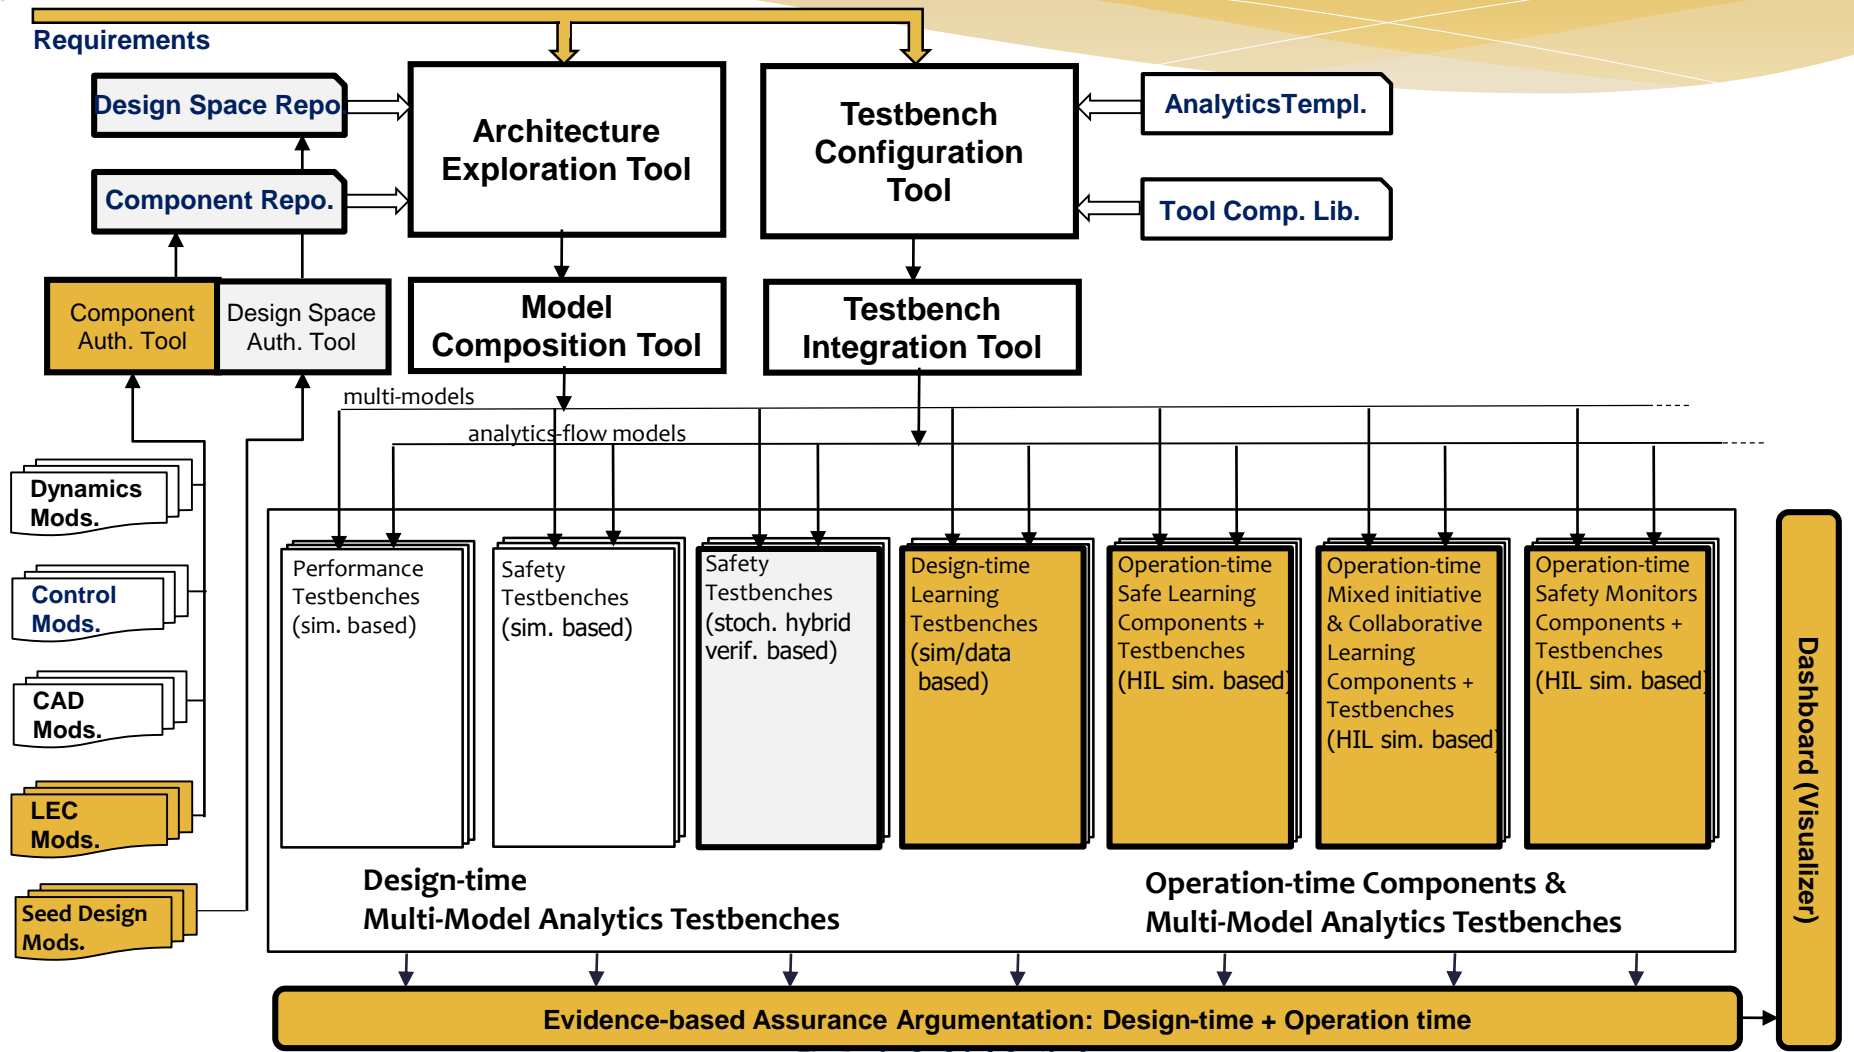 Requirements
Design Space Repo.
Component Repo.
Architecture
Exploration Tool
Testbench
Configuration
Tool
AnalyticsTempl.
Tool Comp. Lib.
Component
Auth. Tool
Design Space
Auth. Tool
Model
Composition Tool
Testbench
Integration Tool
multi-models
analytics-flow models
Dynamics
Mods.
Control
Mods.
CAD
Mods.
LEC
Mods.
Seed Design
Mods.
Performance
Testbenches
(sim. based)
Safety
Testbenches
(sim. based)
Safety
Testbenches
(stoch. hybrid
verif. based)
Design-time
Learning
Testbenches
(sim/data
based)
Operation-time
Safe Learning
Components +
Testbenches
(HIL sim. based)
Operation-time
Mixed initiative
& Collaborative
Learning
Components +
Testbenches
(HIL sim. based)
Operation-time
Safety Monitors
Components +
Testbenches
(HIL sim. based)
Design-time
Multi-Model Analytics Testbenches
Operation-time Components &
Multi-Model Analytics Testbenches
Dashboard (Visualizer)
Evidence-based Assurance Argumentation: Design-time + Operation time